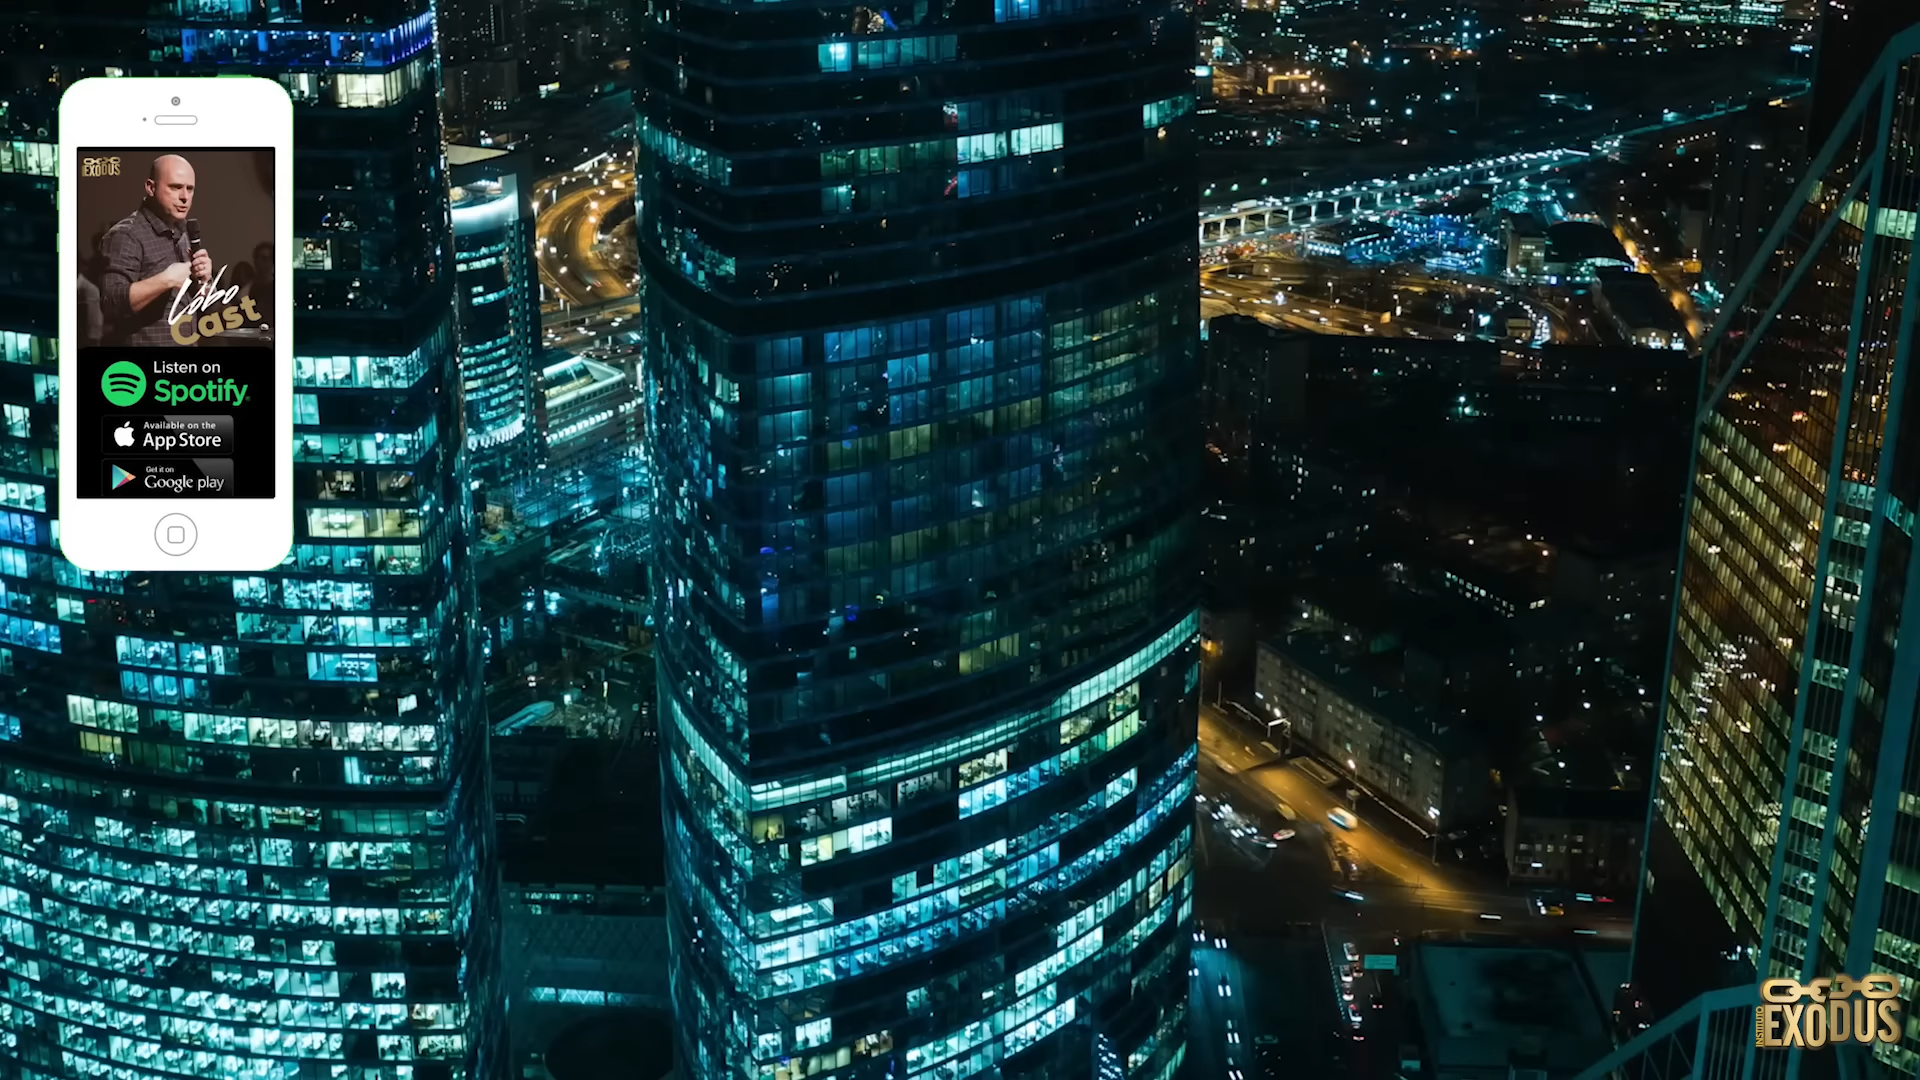 EXODUS
Lobo
Cast
Listen on
Spotify
Available on the
App Store
Get it on
Google play
INSTITUTO
EXODUS